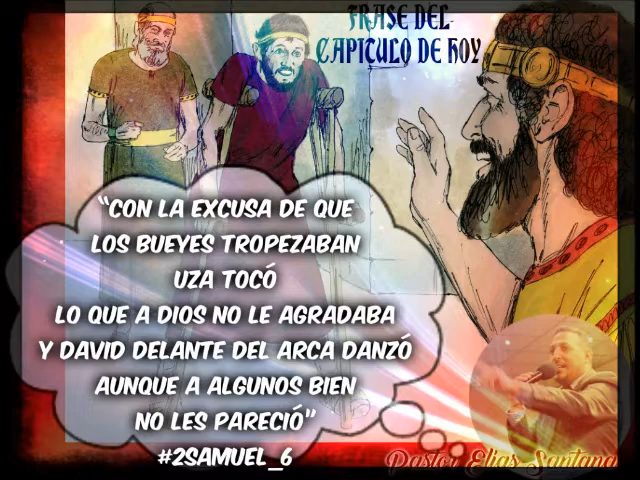 FRASE DEL
CAPITULO DE HOY
“CON LA EXCUSA DE QUE
LOS BUEYES TROPEZABAN
UZA TOCÓ
LO QUE A DIOS NO LE AGRADABA
Y DAVID DELANTE DEL ARCA DANZÓ
AUNQUE A ALGUNOS BIEN
NO LES PARECIÓ”
#2SAMUEL_6
Pastor Elias Santana